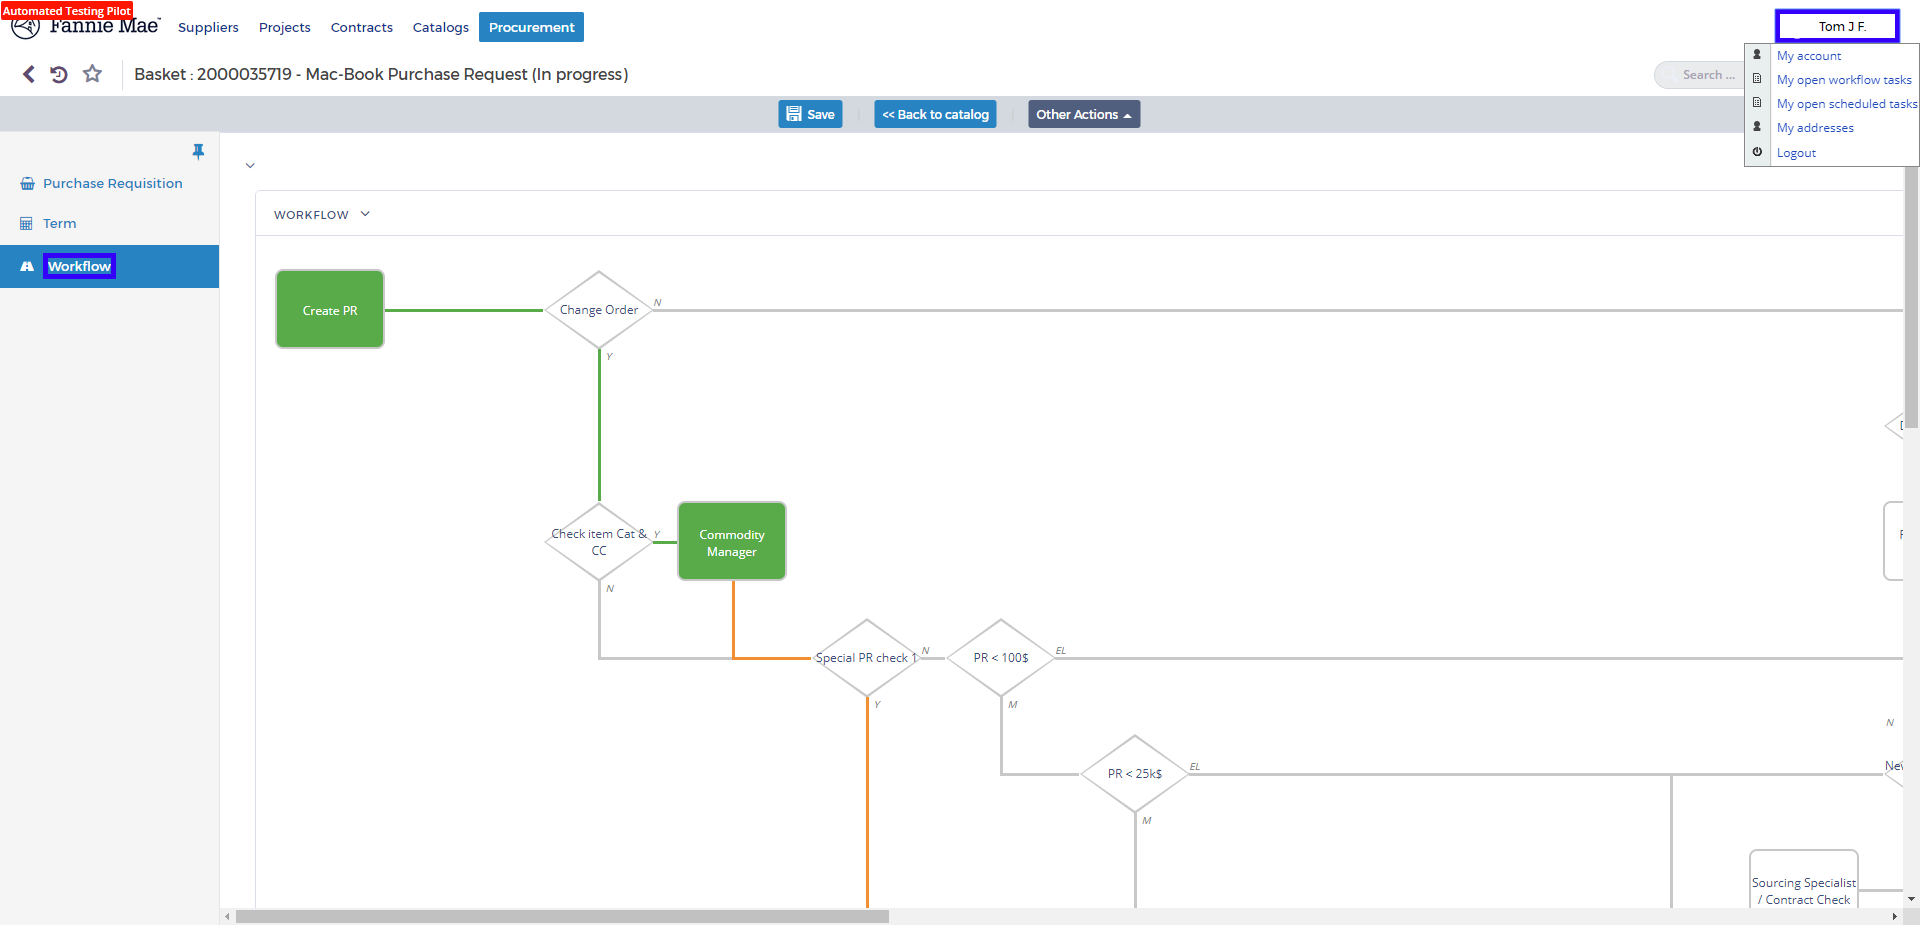 Automated Testing Pilot
Fannie Mae
Suppliers
Projects
Contracts
Catalogs
Procurement
Tom J F.
My account
My open workflow tasks
My open scheduled tasks
My addresses
Logout
Basket : 2000035719 - Mac-Book Purchase Request (In progress)
Search ...
Save
<< Back to catalog
Other Actions
Purchase Requisition
Term
Workflow
WORKFLOW
Create PR
Change Order
N
Y
Check item Cat &
CC
Y
N
Commodity
Manager
Special PR check 1
N
Y
PR < 100$
EL
M
PR < 25k$
EL
M
N
Sourcing Specialist
/ Contract Check